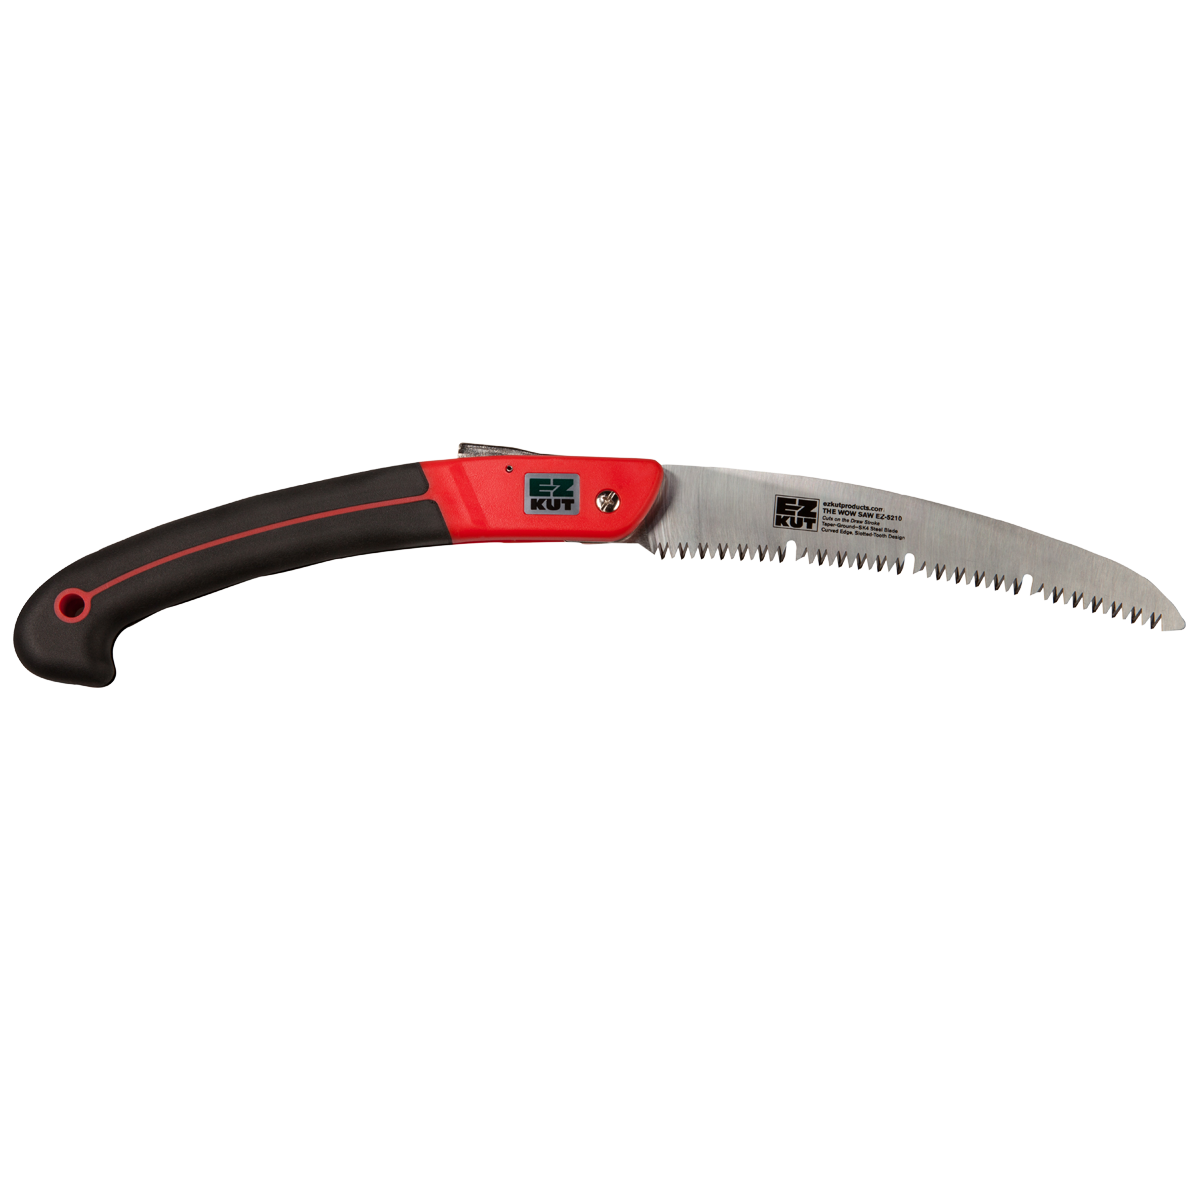 EZ
KUT
EZ
KUT
ezkutproducts.com
THE WOW SAW EZ-5210
Cuts on the Draw Stroke
Taper-Ground–SK4 Steel Blade
Curved Edge, Slotted-Tooth Design